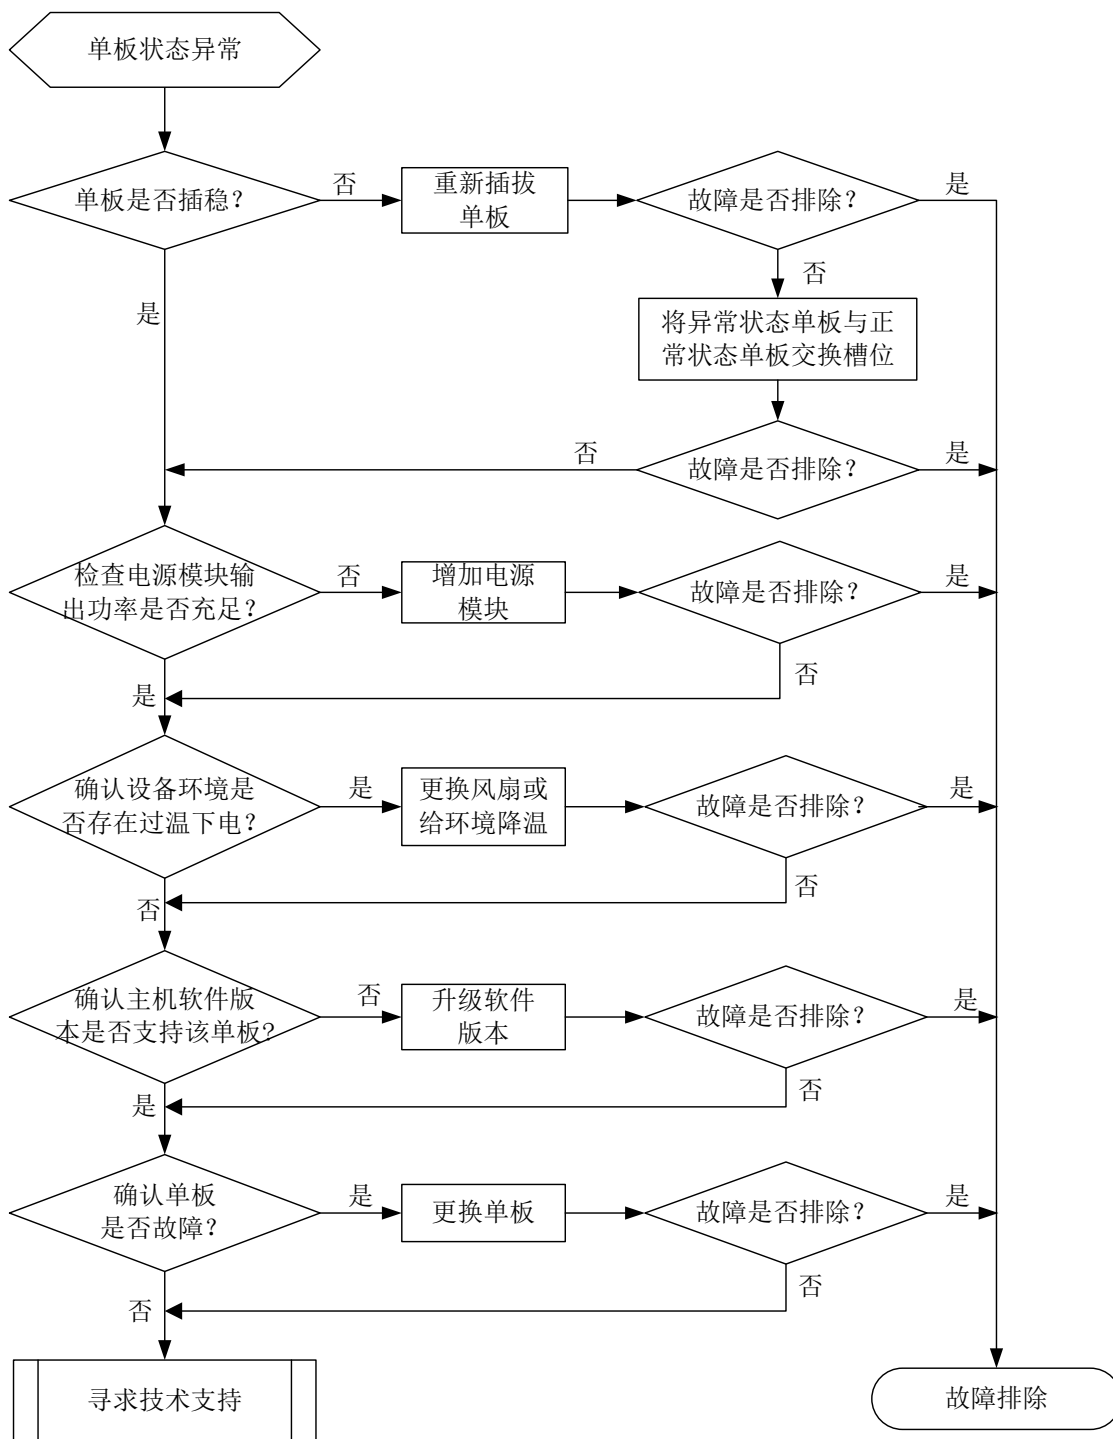 单板状态异常
单板是否插稳？
否
重新插拔
单板
故障是否排除？
是
否
是
将异常状态单板与正
常状态单板交换槽位
否
故障是否排除？
是
检查电源模块输
出功率是否充足？
否
增加电源
模块
故障是否排除？
是
是
否
确认设备环境是
否存在过温下电？
是
更换风扇或
给环境降温
故障是否排除？
是
否
否
确认主机软件版
本是否支持该单板？
否
升级软件
版本
故障是否排除？
是
是
否
确认单板
是否故障？
是
更换单板
故障是否排除？
是
否
否
寻求技术支持
故障排除